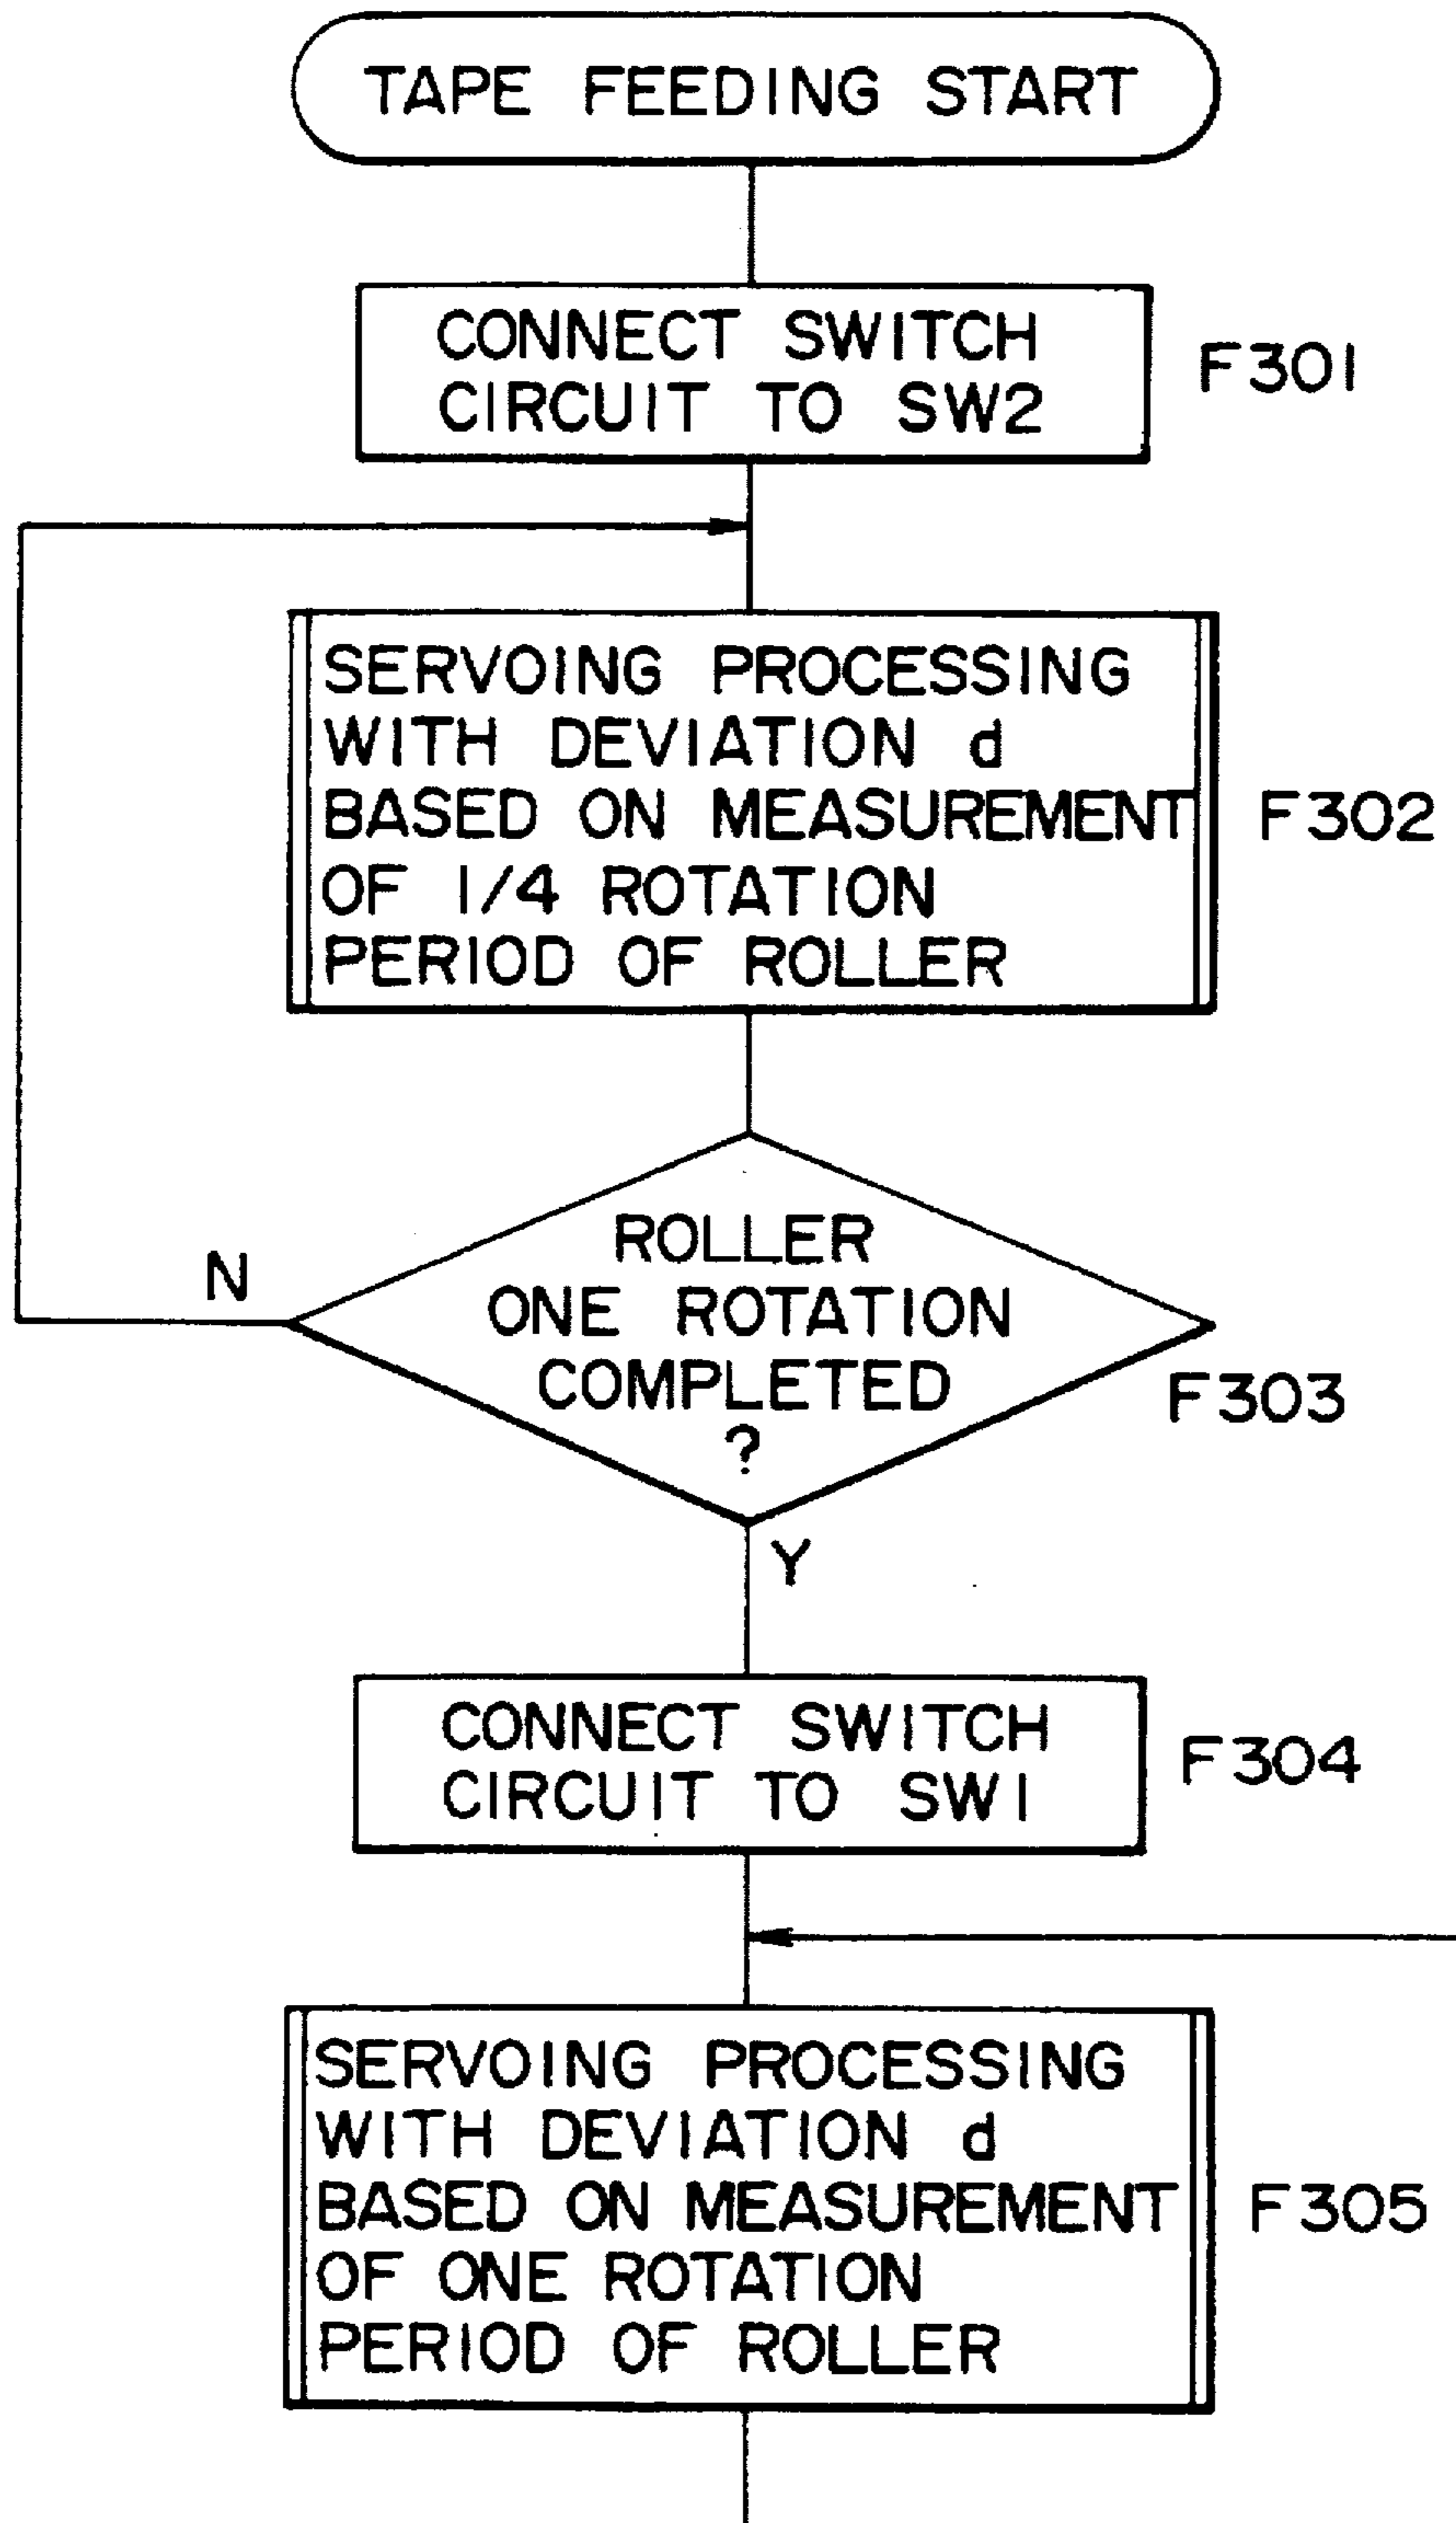 TAPE FEEDING START
CONNECT SWITCH
CIRCUIT TO SW2
F301
SERVOING PROCESSING
WITH DEVIATION d
BASED ON MEASUREMENT
OF 1/4 ROTATION
PERIOD OF ROLLER
F302
ROLLER
ONE ROTATION
COMPLETED
?
N
F303
Y
CONNECT SWITCH
CIRCUIT TO SW1
F304
SERVOING PROCESSING
WITH DEVIATION d
BASED ON MEASUREMENT
OF ONE ROTATION
PERIOD OF ROLLER
F305